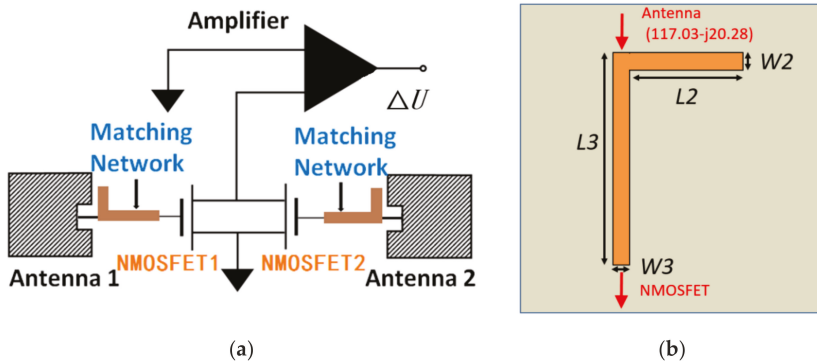 Amplifier
ΔU
Matching
Network
Matching
Network
NMOSFET1
NMOSFET2
Antenna 1
Antenna 2
(a)
Antenna
(117.03-j20.28)
W2
L2
L3
W3
NMOSFET
(b)